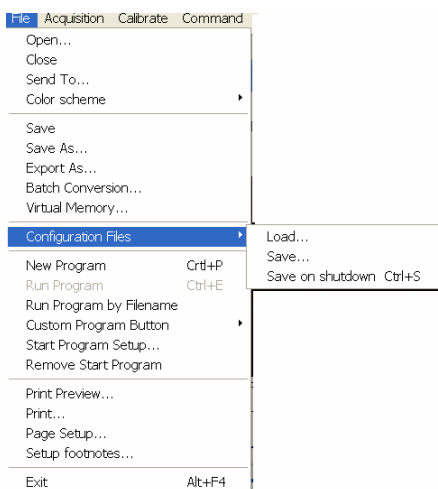 File Acquisition Calibrate Command
Open...
Close
Send To...
Color scheme
Save
Save As...
Export As...
Batch Conversion...
Virtual Memory...
Configuration Files
Load...
Save...
Save on shutdown Ctrl+S
New Program Crtl+P
Run Program Ctrl+E
Run Program by Filename
Custom Program Button
Start Program Setup...
Remove Start Program
Print Preview...
Print...
Page Setup...
Setup footnotes...
Exit Alt+F4